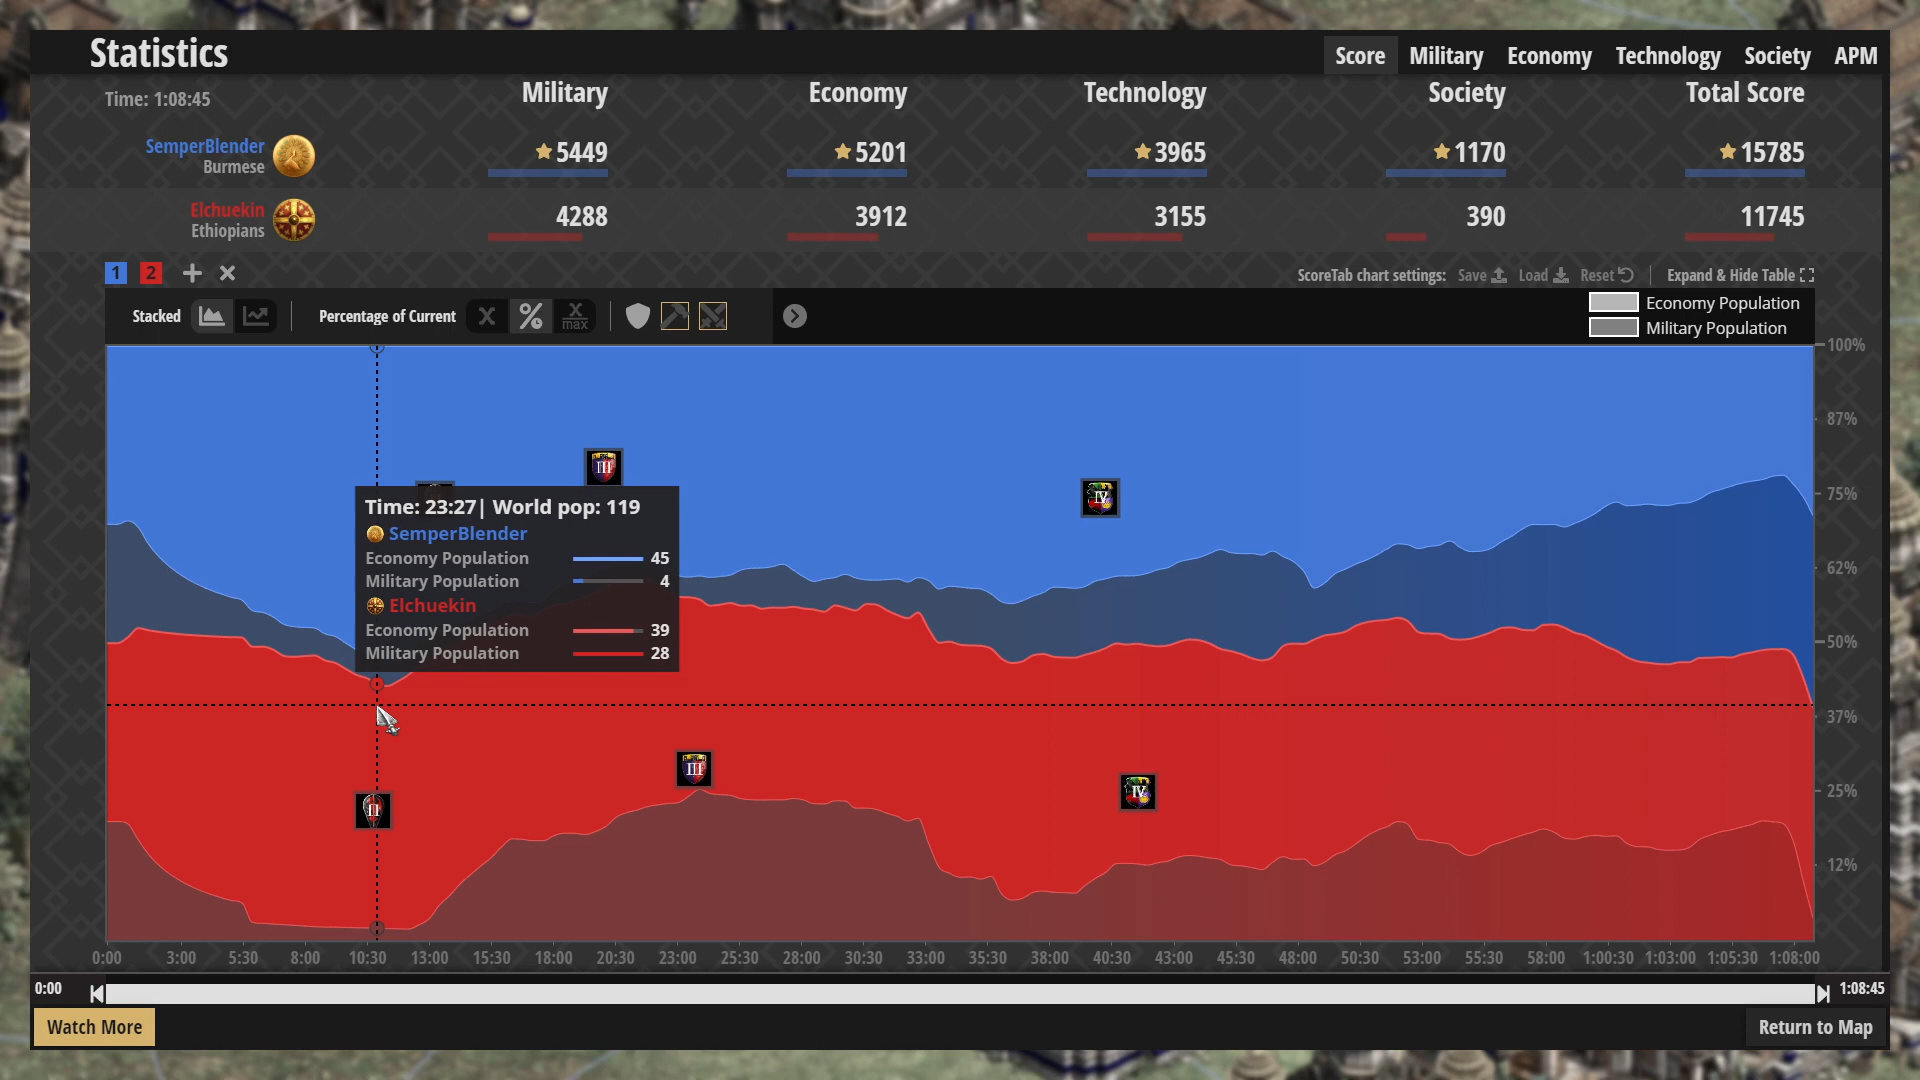 Statistics
Score Military Economy Technology Society APM
Time: 1:08:45
Military Economy Technology Society Total Score
SemperBlender
Burmese
5449 5201 3965 1170 15785
Elchuekin
Ethiopians
4288 3912 3155 390 11745
1 2
ScoreTab chart settings: Save Load Reset Expand & Hide Table
Stacked Percentage of Current X % X max
Economy Population
Military Population
100%
87%
75%
62%
50%
37%
25%
12%
III
IV
Time: 23:27| World pop: 119
SemperBlender
Economy Population 45
Military Population 4
Elchuekin
Economy Population 39
Military Population 28
III
IV
II
0:00 3:00 5:30 8:00 10:30 13:00 15:30 18:00 20:30 23:00 25:30 28:00 30:30 33:00 35:30 38:00 40:30 43:00 45:30 48:00 50:30 53:00 55:30 58:00 1:00:30 1:03:00 1:05:30 1:08:00
0:00 1:08:45
Watch More Return to Map